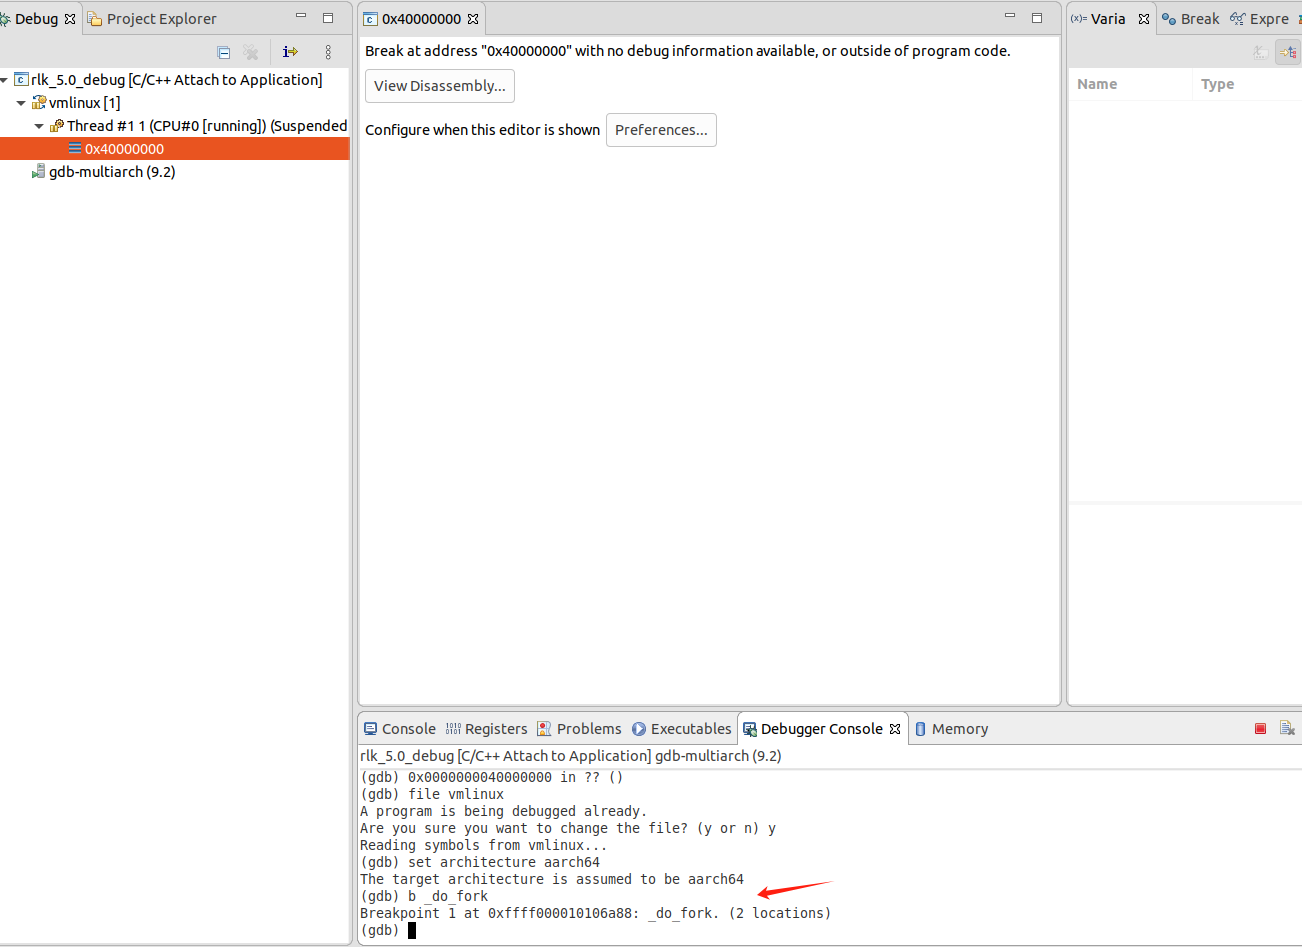 Debug
Project Explorer
rlk_5.0_debug [C/C++ Attach to Application]
vmlinux [1]
Thread #1 1 (CPU#0 [running]) (Suspended
0x40000000
gdb-multiarch (9.2)
0x40000000
Break at address "0x40000000" with no debug information available, or outside of program code.
View Disassembly...
Configure when this editor is shown
Preferences...
(x)= Varia
Break
Expre
Name
Type
Console
Registers
Problems
Executables
Debugger Console
Memory
rlk_5.0_debug [C/C++ Attach to Application] gdb-multiarch (9.2)
(gdb) 0x0000000040000000 in ?? ()
(gdb) file vmlinux
A program is being debugged already.
Are you sure you want to change the file? (y or n) y
Reading symbols from vmlinux...
(gdb) set architecture aarch64
The target architecture is assumed to be aarch64
(gdb) b _do_fork
Breakpoint 1 at 0xffff000010106a88: _do_fork. (2 locations)
(gdb)